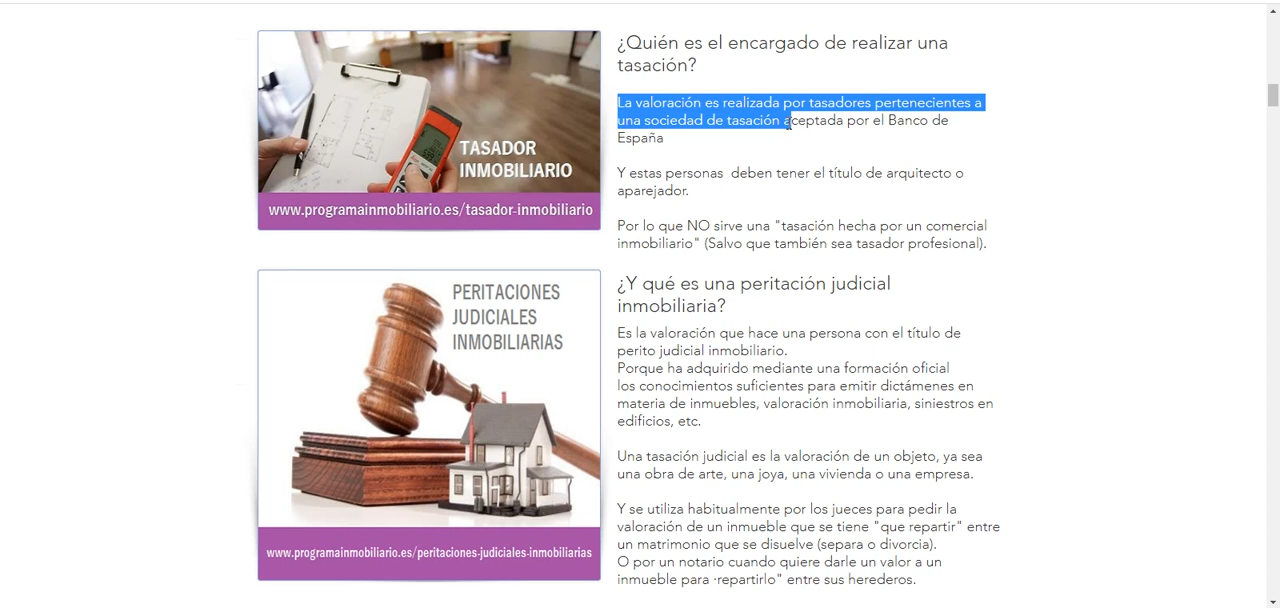 TASADOR
INMOBILIARIO
www.programainmobiliario.es/tasador-inmobiliario
¿Quién es el encargado de realizar una
tasación?
La valoración es realizada por tasadores pertenecientes a
una sociedad de tasación aceptada por el Banco de
España
Y estas personas  deben tener el título de arquitecto o
aparejador.
Por lo que NO sirve una "tasación hecha por un comercial
inmobiliario" (Salvo que también sea tasador profesional).
PERITACIONES
JUDICIALES
INMOBILIARIAS
www.programainmobiliario.es/peritaciones-judiciales-inmobiliarias
¿Y qué es una peritación judicial
inmobiliaria?
Es la valoración que hace una persona con el título de
perito judicial inmobiliario.
Porque ha adquirido mediante una formación oficial
los conocimientos suficientes para emitir dictámenes en
materia de inmuebles, valoración inmobiliaria, siniestros en
edificios, etc.
Una tasación judicial es la valoración de un objeto, ya sea
una obra de arte, una joya, una vivienda o una empresa.
Y se utiliza habitualmente por los jueces para pedir la
valoración de un inmueble que se tiene "que repartir" entre
un matrimonio que se disuelve (separa o divorcia).
O por un notario cuando quiere darle un valor a un
inmueble para ·repartirlo" entre sus herederos.